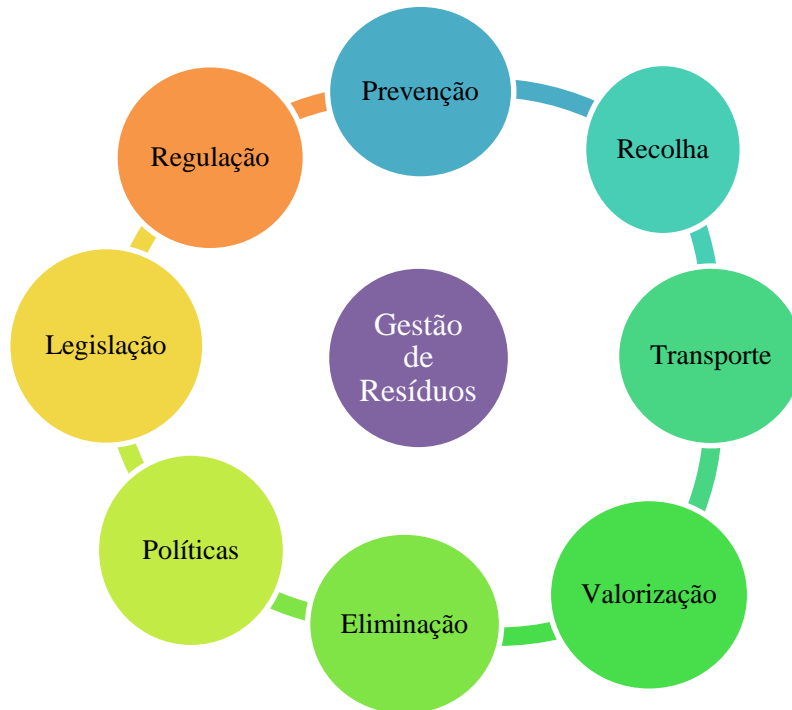 Prevenção
Recolha
Transporte
Valorização
Eliminação
Políticas
Legislação
Regulação
Gestão
de
Resíduos